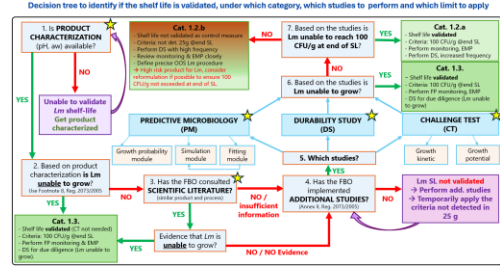 Decision tree to identify if the shelf life is validated, under which category, which studies to perform and which limit to apply
1. Is PRODUCT
CHARACTERIZATION
(pH, aw) available?
YES
NO
Unable to validate
Lm shelf-life
Get product
characterized
Cat. 1.2.b
- Shelf life not validated as control measure
- Criteria: not det. 25g @end SL
- Perform DS with high frequency
- Review monitoring & EMP closely
- Define precise OOS Lm procedure
→ High risk product for Lm, consider
reformulation if possible to ensure 100
CFU/g not exceeded at end of SL.
NO
7. Based on the studies is
Lm unable to reach 100
CFU/g at end of SL?
YES
Cat. 1.2.a
- Shelf life validated
- Criteria: 100 CFU/g @end SL
- Perform monitoring, EMP
- Perform DS, increased frequency
NO
6. Based on the studies is
Lm unable to grow?
YES
Cat. 1.3.
- Shelf life validated
- Criteria: 100 CFU/g @end SL
- Perform FP monitoring & EMP
- DS for due diligence (Lm unable
to grow)
PREDICTIVE MICROBIOLOGY
(PM)
DURABILITY STUDY
(DS)
CHALLENGE TEST
(CT)
Growth probability
module
Simulation
module
Fitting
module
5. Which studies?
Growth
kinetic
Growth
potential
2. Based on product
characterization is Lm
unable to grow?
Use Footnote 8, Reg. 2073/2005
NO
3. Has the FBO consulted
SCIENTIFIC LITERATURE?
(similar product and process)
NO /
insufficient
information
4. Has the FBO
implemented
ADDITIONAL STUDIES?
(Annex II, Reg. 2073/2005)
YES
NO
Lm SL not validated
→ Perform add. studies
→ Temporarily apply the
criteria not detected in
25 g
YES
YES
Cat. 1.3.
- Shelf life validated (CT not needed)
- Criteria: 100 CFU/g @end SL
- Perform FP monitoring & EMP
- DS for due diligence (Lm unable to
grow).
YES
Evidence that Lm is
unable to grow?
NO / NO Evidence